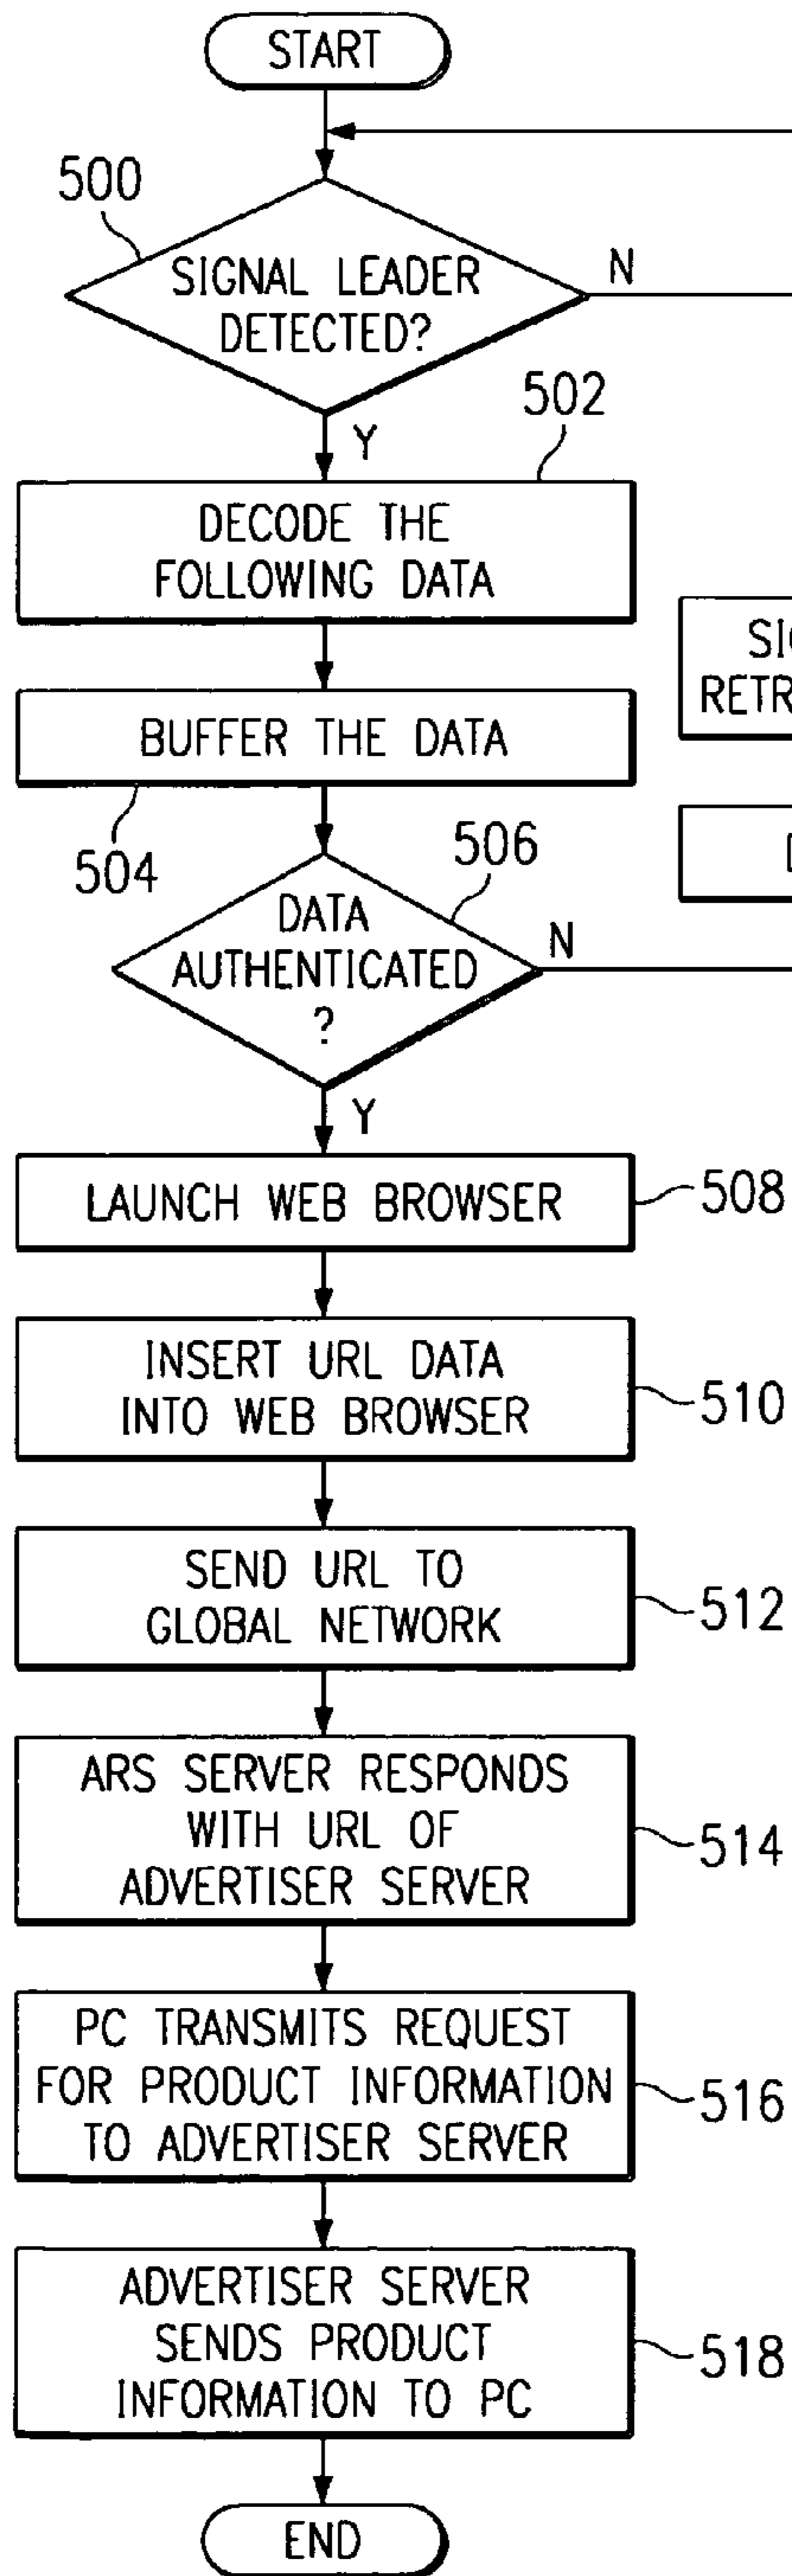 START
500
SIGNAL LEADER
DETECTED?
N
Y
502
DECODE THE
FOLLOWING DATA
BUFFER THE DATA
504
506
DATA
AUTHENTICATED
?
N
Y
LAUNCH WEB BROWSER
508
INSERT URL DATA
INTO WEB BROWSER
510
SEND URL TO
GLOBAL NETWORK
512
ARS SERVER RESPONDS
WITH URL OF
ADVERTISER SERVER
514
PC TRANSMITS REQUEST
FOR PRODUCT INFORMATION
TO ADVERTISER SERVER
516
ADVERTISER SERVER
SENDS PRODUCT
INFORMATION TO PC
518
END